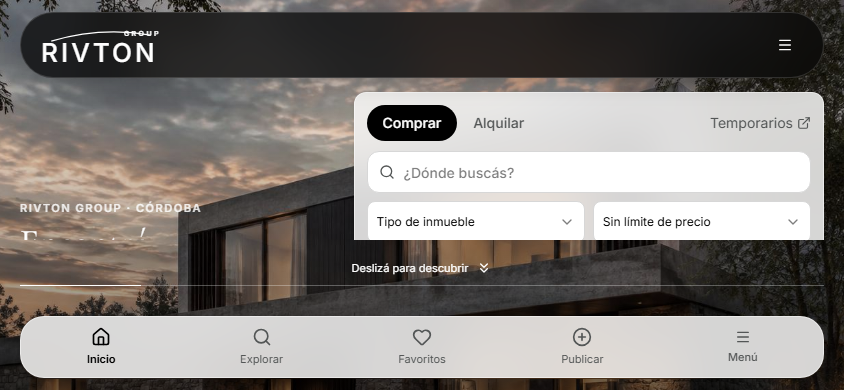 GROUP
RIVTON
Comprar
Alquilar
Temporarios
¿Dónde buscás?
Tipo de inmueble
Sin límite de precio
RIVTON GROUP · CÓRDOBA
Deslizá para descubrir
Inicio
Explorar
Favoritos
Publicar
Menú